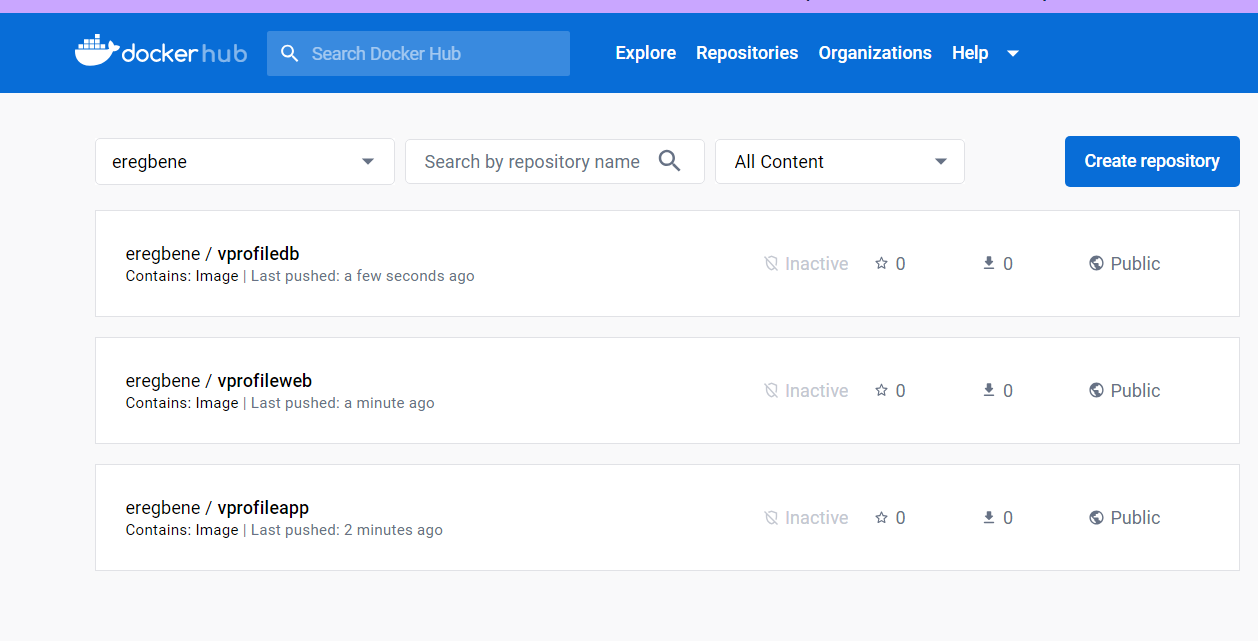 dockerhub Search Docker Hub Explore Repositories Organizations Help
eregbene Search by repository name All Content Create repository
eregbene / vprofiledb
Contains: Image | Last pushed: a few seconds ago
Inactive 0 0 Public
eregbene / vprofileweb
Contains: Image | Last pushed: a minute ago
Inactive 0 0 Public
eregbene / vprofileapp
Contains: Image | Last pushed: 2 minutes ago
Inactive 0 0 Public